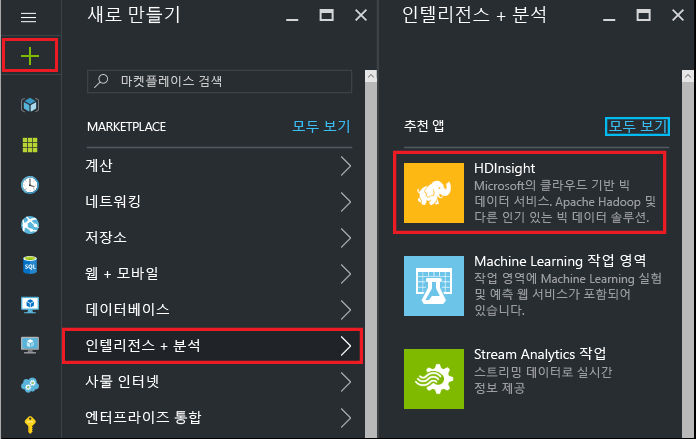 새로 만들기
마켓플레이스 검색
MARKETPLACE
모두 보기
계산
네트워킹
저장소
웹 + 모바일
데이터베이스
인텔리전스 + 분석
사물 인터넷
엔터프라이즈 통합
SQL
인텔리전스 + 분석
추천 앱
모두 보기
HDInsight
Microsoft의 클라우드 기반 빅
데이터 서비스. Apache Hadoop 및
다른 인기 있는 빅 데이터 솔루션.
Machine Learning 작업 영역
작업 영역에 Machine Learning 실험
및 예측 웹 서비스가 포함되어
있습니다.
Stream Analytics 작업
스트리밍 데이터로 실시간
정보 제공